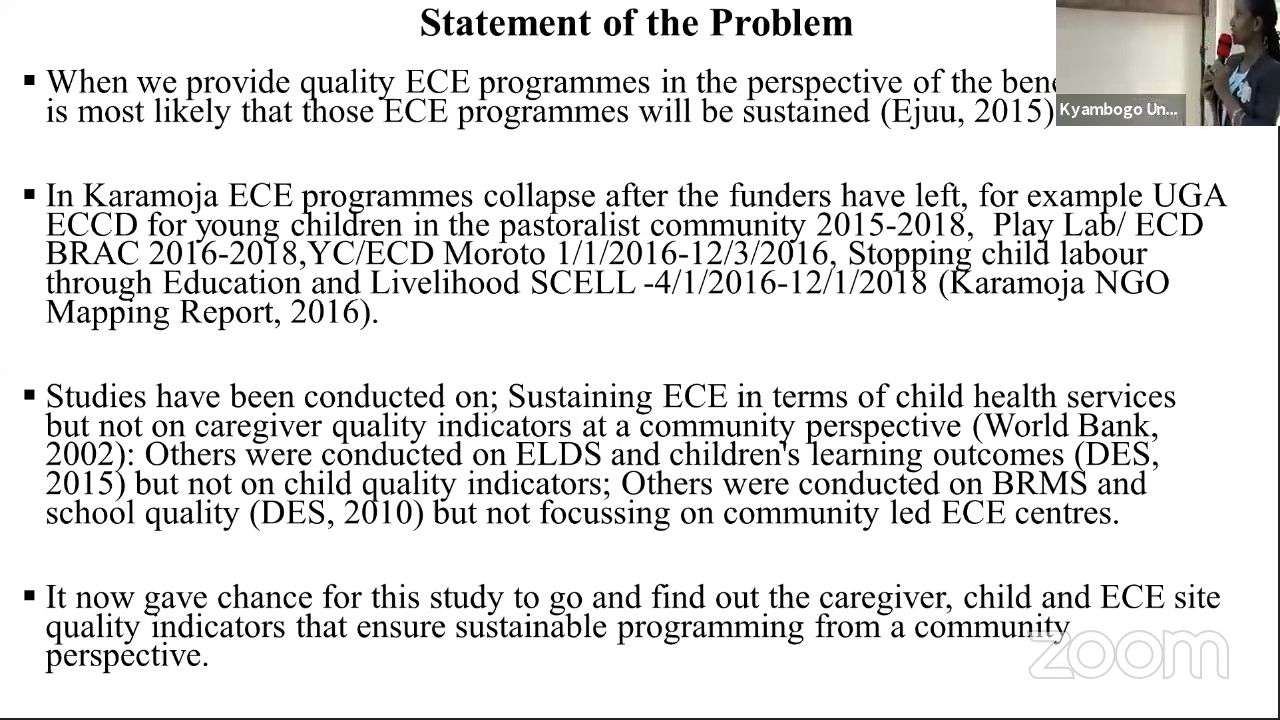 Statement of the Problem
▪ When we provide quality ECE programmes in the perspective of the
is most likely that those ECE programmes will be sustained (Ejuu, 2015)
Kyambogo Un...
▪ In Karamoja ECE programmes collapse after the funders have left, for example UGA
ECCD for young children in the pastoralist community 2015-2018, Play Lab/ ECD
BRAC 2016-2018,YC/ECD Moroto 1/1/2016-12/3/2016, Stopping child labour
through Education and Livelihood SCELL -4/1/2016-12/1/2018 (Karamoja NGO
Mapping Report, 2016).
▪ Studies have been conducted on; Sustaining ECE in terms of child health services
but not on caregiver quality indicators at a community perspective (World Bank,
2002): Others were conducted on ELDS and children's learning outcomes (DES,
2015) but not on child quality indicators; Others were conducted on BRMS and
school quality (DES, 2010) but not focussing on community led ECE centres.
▪ It now gave chance for this study to go and find out the caregiver, child and ECE site
quality indicators that ensure sustainable programming from a community
perspective.
zoom